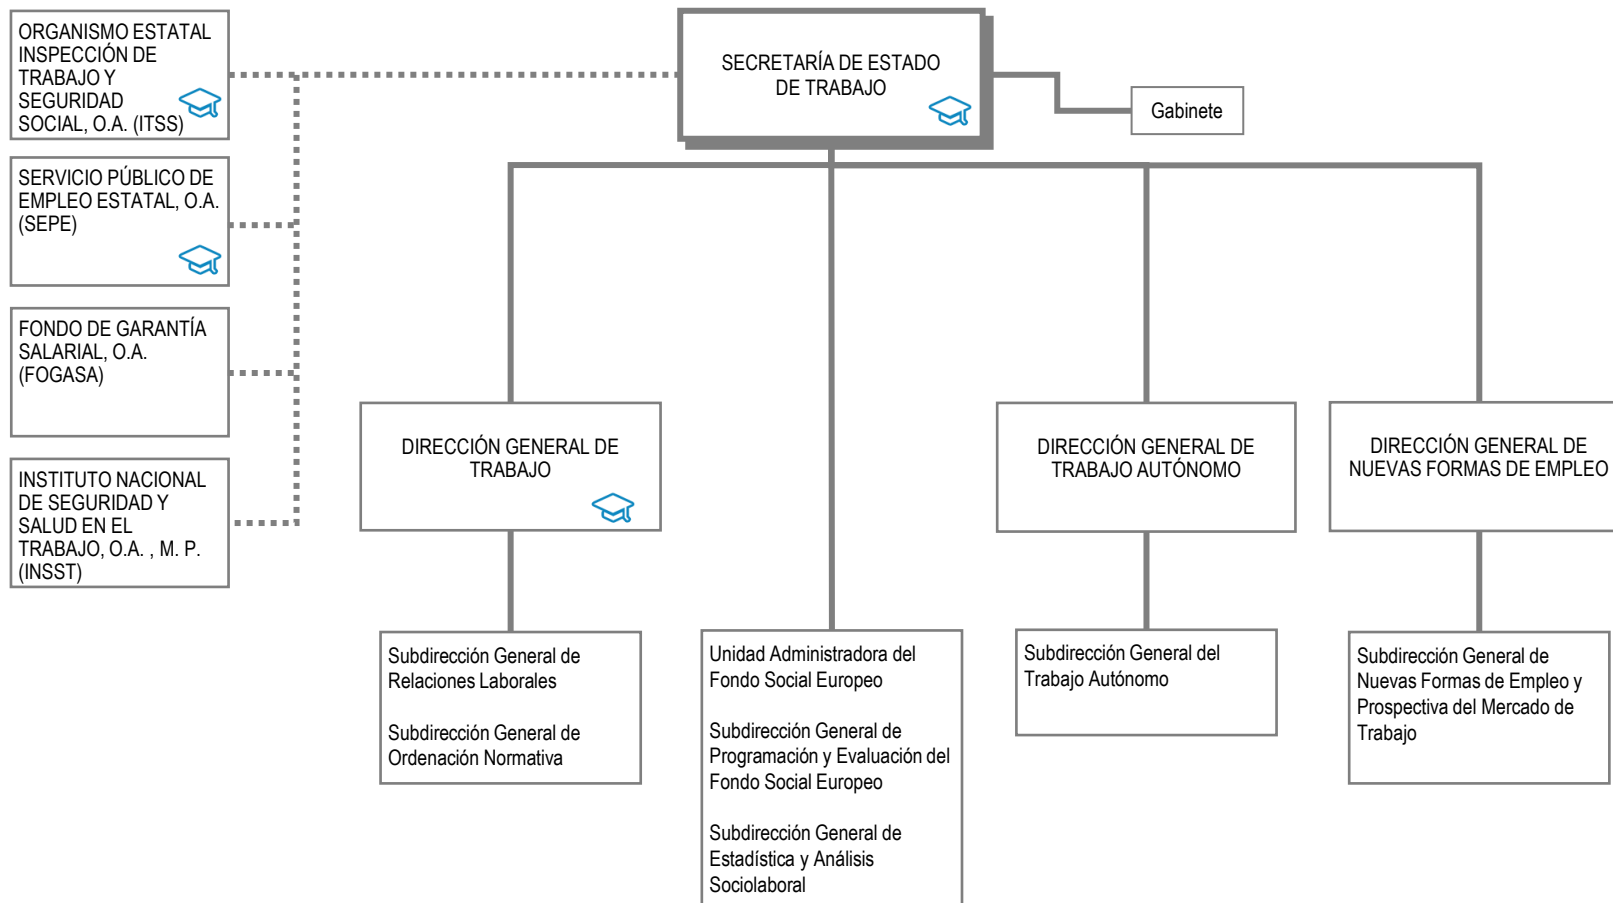 ORGANISMO ESTATAL
INSPECCIÓN DE
TRABAJO Y
SEGURIDAD
SOCIAL, O.A. (ITSS)
SECRETARÍA DE ESTADO
DE TRABAJO
Gabinete
SERVICIO PÚBLICO DE
EMPLEO ESTATAL, O.A.
(SEPE)
FONDO DE GARANTÍA
SALARIAL, O.A.
(FOGASA)
INSTITUTO NACIONAL
DE SEGURIDAD Y
SALUD EN EL
TRABAJO, O.A. , M. P.
(INSST)
DIRECCIÓN GENERAL DE
TRABAJO
DIRECCIÓN GENERAL DE
TRABAJO AUTÓNOMO
DIRECCIÓN GENERAL DE
NUEVAS FORMAS DE EMPLEO
Subdirección General de
Relaciones Laborales
Subdirección General de
Ordenación Normativa
Unidad Administradora del
Fondo Social Europeo
Subdirección General de
Programación y Evaluación del
Fondo Social Europeo
Subdirección General de
Estadística y Análisis
Sociolaboral
Subdirección General del
Trabajo Autónomo
Subdirección General de
Nuevas Formas de Empleo y
Prospectiva del Mercado de
Trabajo